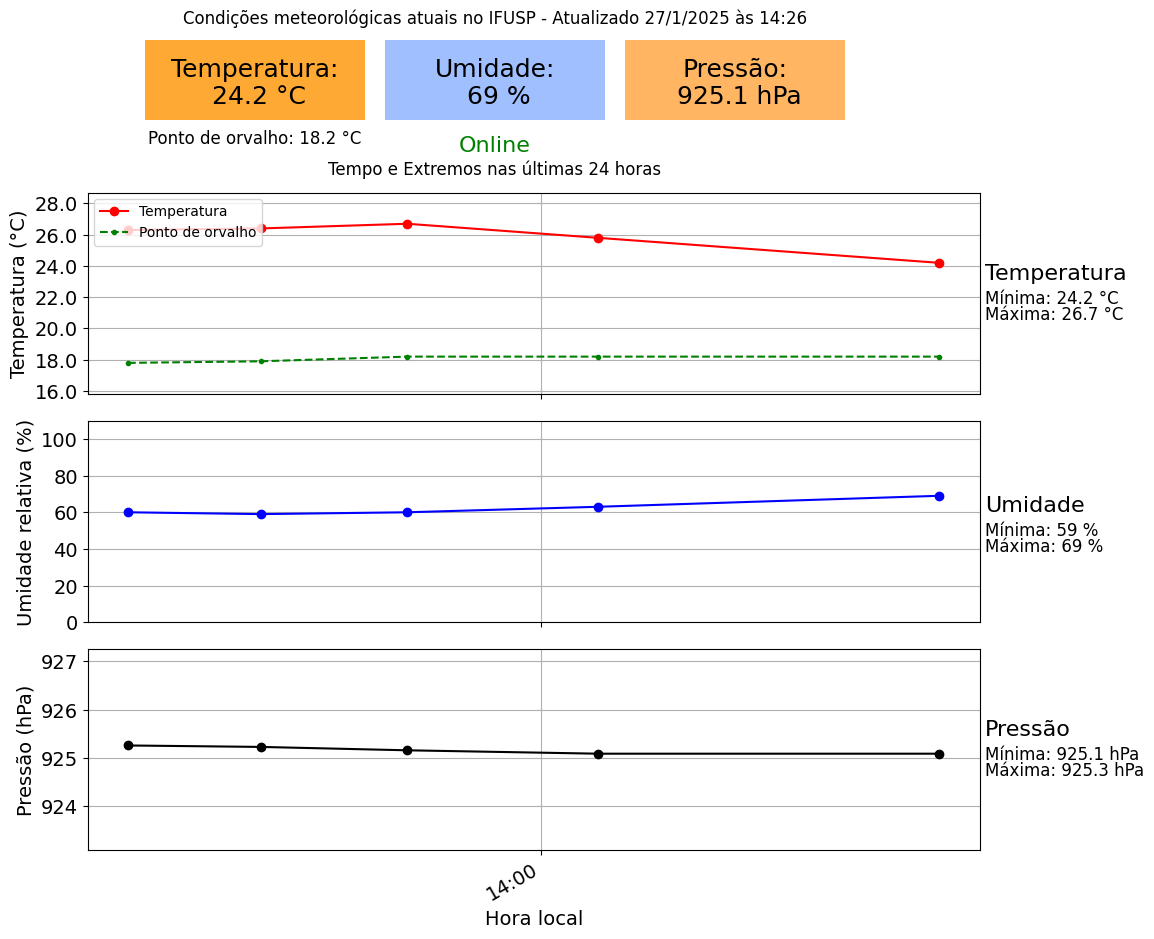 Condições meteorológicas atuais no IFUSP - Atualizado 27/1/2025 às 14:26
Temperatura:
24.2 °C
Umidade:
69 %
Pressão:
925.1 hPa
Ponto de orvalho: 18.2 °C
Online
Tempo e Extremos nas últimas 24 horas
Temperatura (°C)
28.0
26.0
24.0
22.0
20.0
18.0
16.0
Temperatura
Ponto de orvalho
Temperatura
Mínima: 24.2 °C
Máxima: 26.7 °C
Umidade relativa (%)
100
80
60
40
20
0
Umidade
Mínima: 59 %
Máxima: 69 %
Pressão (hPa)
927
926
925
924
Pressão
Mínima: 925.1 hPa
Máxima: 925.3 hPa
14:00
Hora local